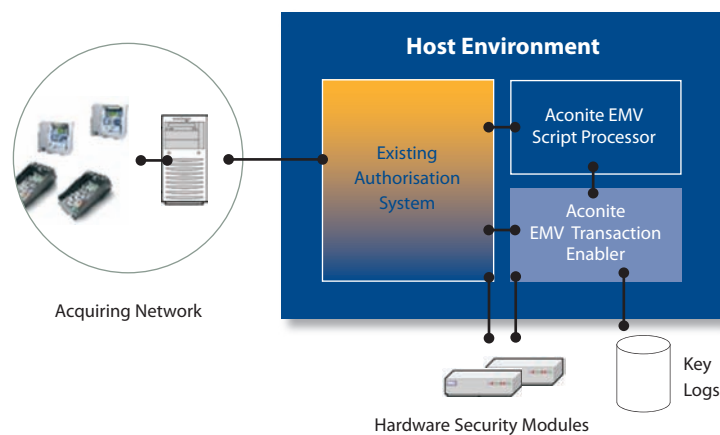 Host Environment
Existing
Authorisation
System
Aconite EMV
Script Processor
Aconite
EMV Transaction
Enabler
Acquiring Network
Hardware Security Modules
Key
Logs